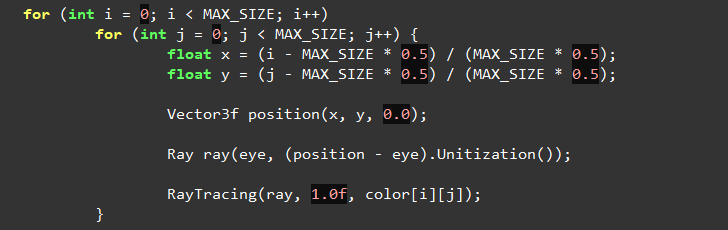 for (int i = 0; i < MAX_SIZE; i++)
for (int j = 0; j < MAX_SIZE; j++) {
float x = (i - MAX_SIZE * 0.5) / (MAX_SIZE * 0.5);
float y = (j - MAX_SIZE * 0.5) / (MAX_SIZE * 0.5);
Vector3f position(x, y, 0.0);
Ray ray(eye, (position - eye).Unitization());
RayTracing(ray, 1.0f, color[i][j]);
}